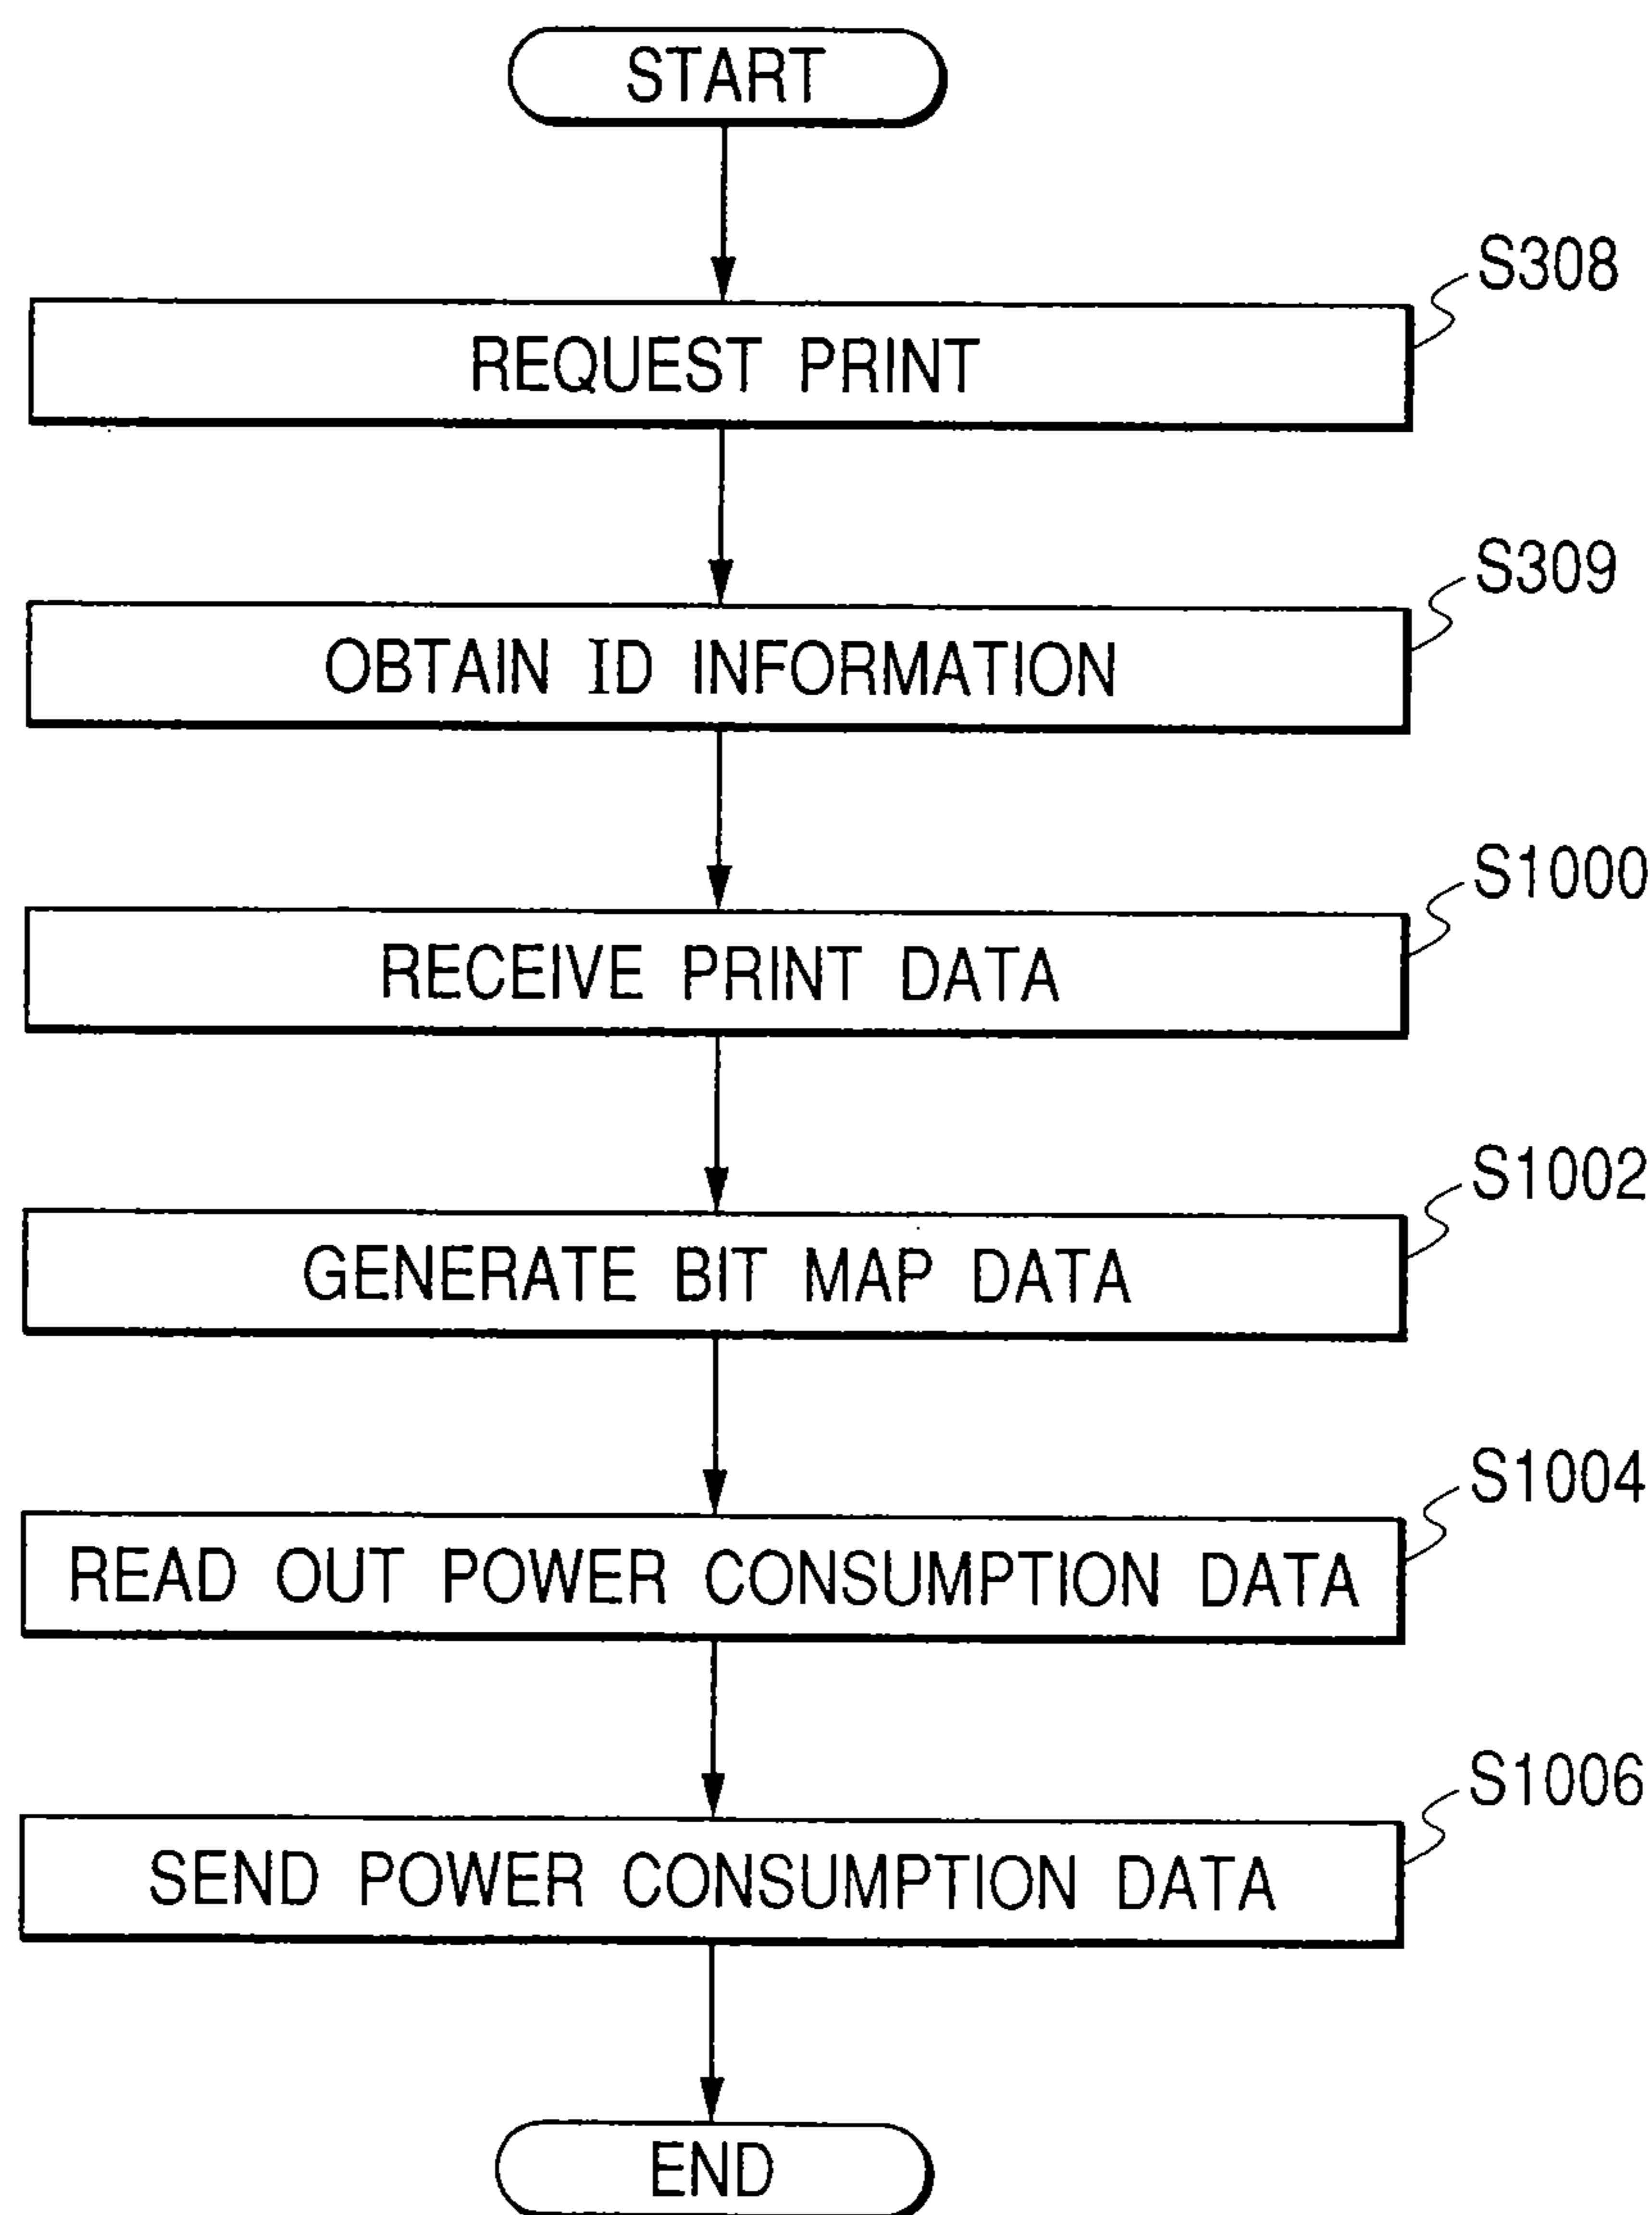 START
S308
REQUEST PRINT
S309
OBTAIN ID INFORMATION
S1000
RECEIVE PRINT DATA
S1002
GENERATE BIT MAP DATA
S1004
READ OUT POWER CONSUMPTION DATA
S1006
SEND POWER CONSUMPTION DATA
END